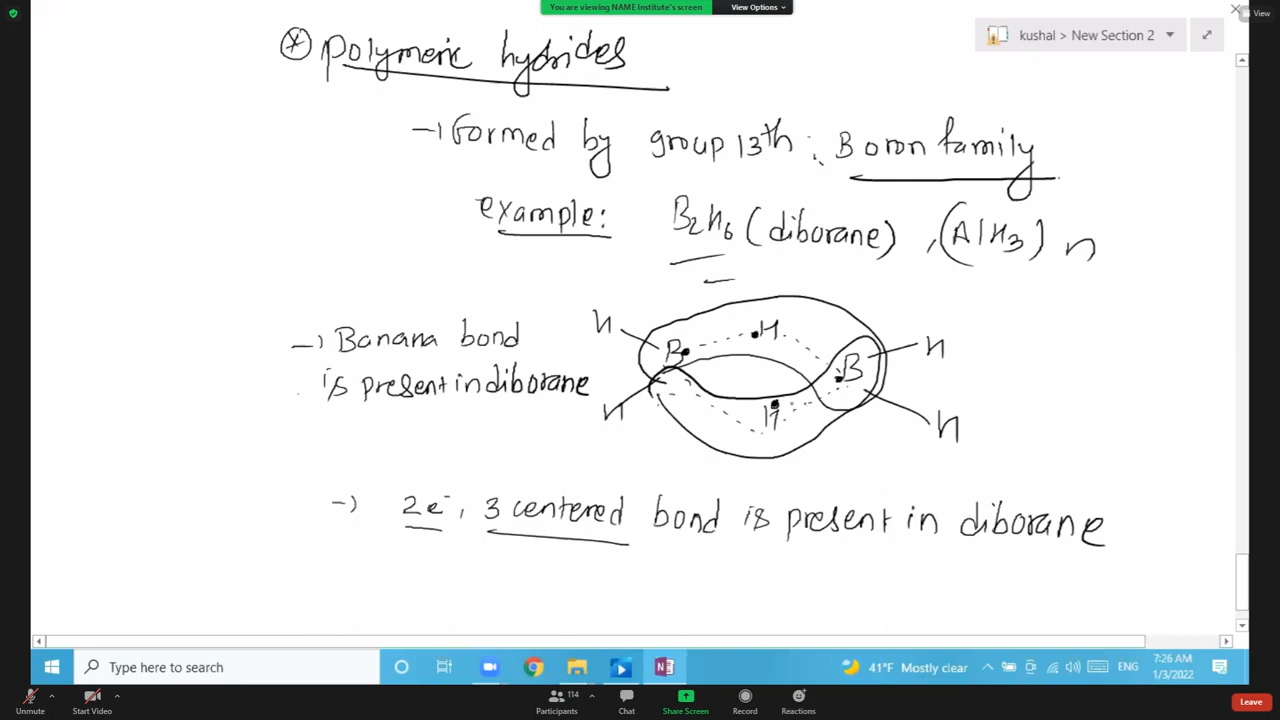 You are viewing NAME Institute's screen
View Options
View
kushal > New Section 2
* polymeric hydrides
→ Formed by group 13th : Boron family
example: B₂H₆ (diborane) , (AlH₃) n
→ Banana bond
is present in diborane
H
H
H
B
B
H
H
H
→ 2e⁻, 3 centered bond is present in diborane
Type here to search
41°F Mostly clear
ENG
7:26 AM
1/3/2022
Unmute
Start Video
114
Participants
Chat
Share Screen
Record
Reactions
Leave